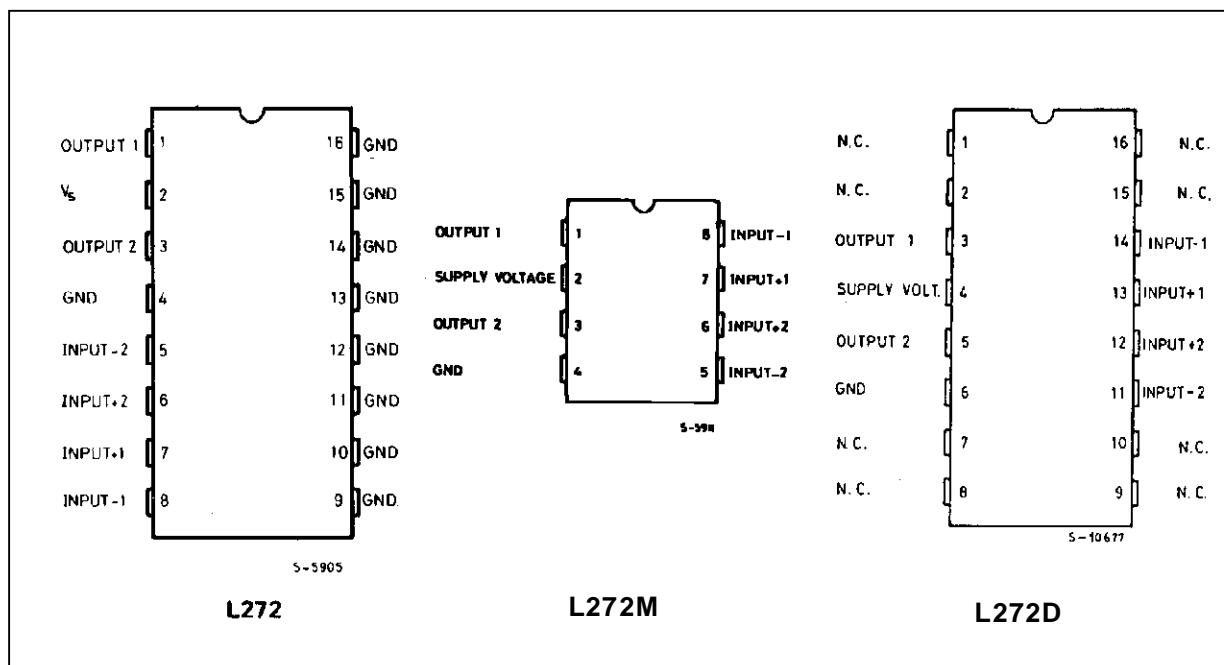 OUTPUT 1 1 16 GND
Vs 2 15 GND
OUTPUT 2 3 14 GND
GND 4 13 GND
INPUT-2 5 12 GND
INPUT+2 6 11 GND
INPUT+1 7 10 GND
INPUT-1 8 9 GND.
S-5905
L272
OUTPUT 1 1 8 INPUT-1
SUPPLY VOLTAGE 2 7 INPUT+1
OUTPUT 2 3 6 INPUT+2
GND 4 5 INPUT-2
L272M
N.C. 1 16 N.C.
N.C. 2 15 N.C.
OUTPUT 1 3 14 INPUT-1
SUPPLY VOLT. 4 13 INPUT+1
OUTPUT 2 5 12 INPUT+2
GND 6 11 INPUT-2
N.C. 7 10 N.C.
N.C. 8 9 N.C.
S-10677
L272D